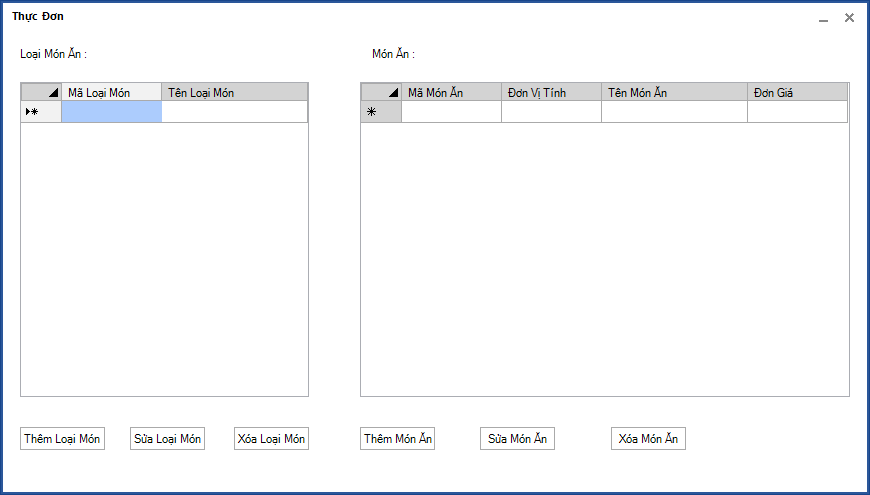 Thực Đơn
Loại Món Ăn : Món Ăn :
Mã Loại Món Tên Loại Món Mã Món Ăn Đơn Vị Tính Tên Món Ăn Đơn Giá
Thêm Loại Món Sửa Loại Món Xóa Loại Món Thêm Món Ăn Sửa Món Ăn Xóa Món Ăn